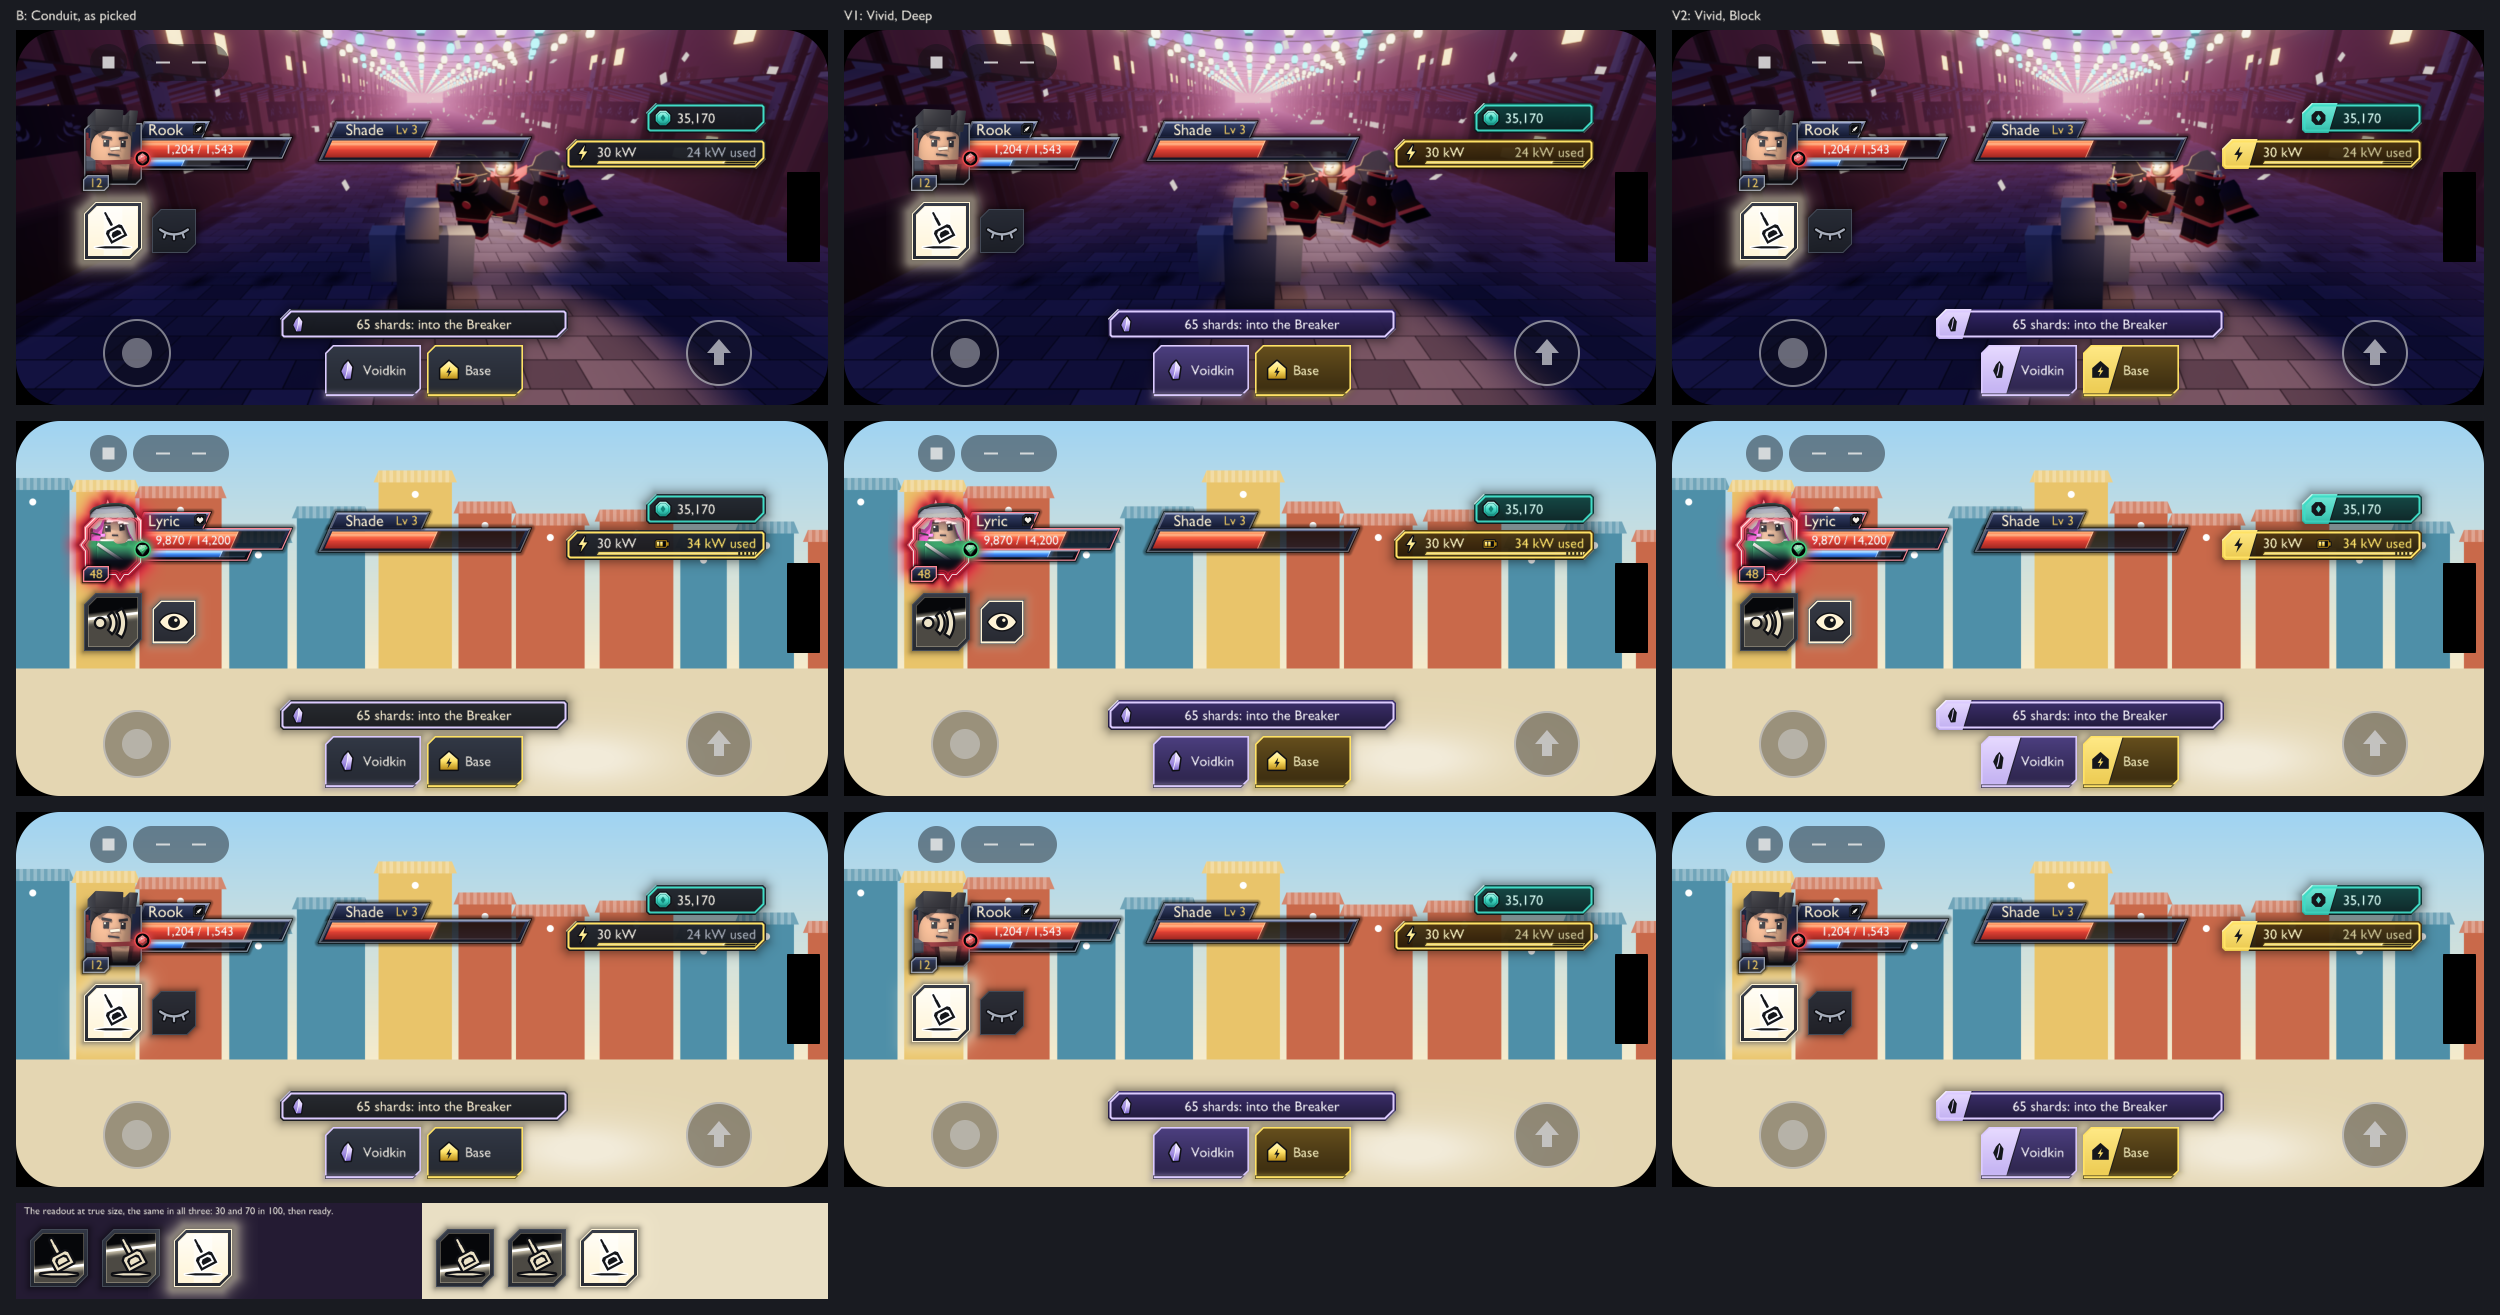 B: Conduit, as picked
V1: Vivid, Deep
V2: Vivid, Block
Rook
1,204 / 1,543
12
Shade Lv 3
35,170
30 kW 24 kW used
65 shards: into the Breaker
Voidkin
Base
Rook
1,204 / 1,543
12
Shade Lv 3
35,170
30 kW 24 kW used
65 shards: into the Breaker
Voidkin
Base
Rook
1,204 / 1,543
12
Shade Lv 3
35,170
30 kW 24 kW used
65 shards: into the Breaker
Voidkin
Base
Lyric
9,870 / 14,200
48
Shade Lv 3
35,170
30 kW 34 kW used
65 shards: into the Breaker
Voidkin
Base
Lyric
9,870 / 14,200
48
Shade Lv 3
35,170
30 kW 34 kW used
65 shards: into the Breaker
Voidkin
Base
Lyric
9,870 / 14,200
48
Shade Lv 3
35,170
30 kW 34 kW used
65 shards: into the Breaker
Voidkin
Base
Rook
1,204 / 1,543
12
Shade Lv 3
35,170
30 kW 24 kW used
65 shards: into the Breaker
Voidkin
Base
Rook
1,204 / 1,543
12
Shade Lv 3
35,170
30 kW 24 kW used
65 shards: into the Breaker
Voidkin
Base
Rook
1,204 / 1,543
12
Shade Lv 3
35,170
30 kW 24 kW used
65 shards: into the Breaker
Voidkin
Base
The readout at true size, the same in all three: 30 and 70 in 100, then ready.